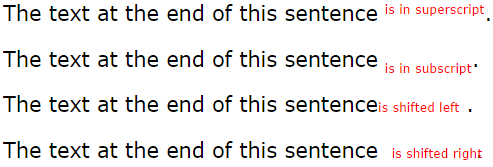 The text at the end of this sentence is in superscript.
The text at the end of this sentence is in subscript.
The text at the end of this sentence is shifted left .
The text at the end of this sentence is shifted right